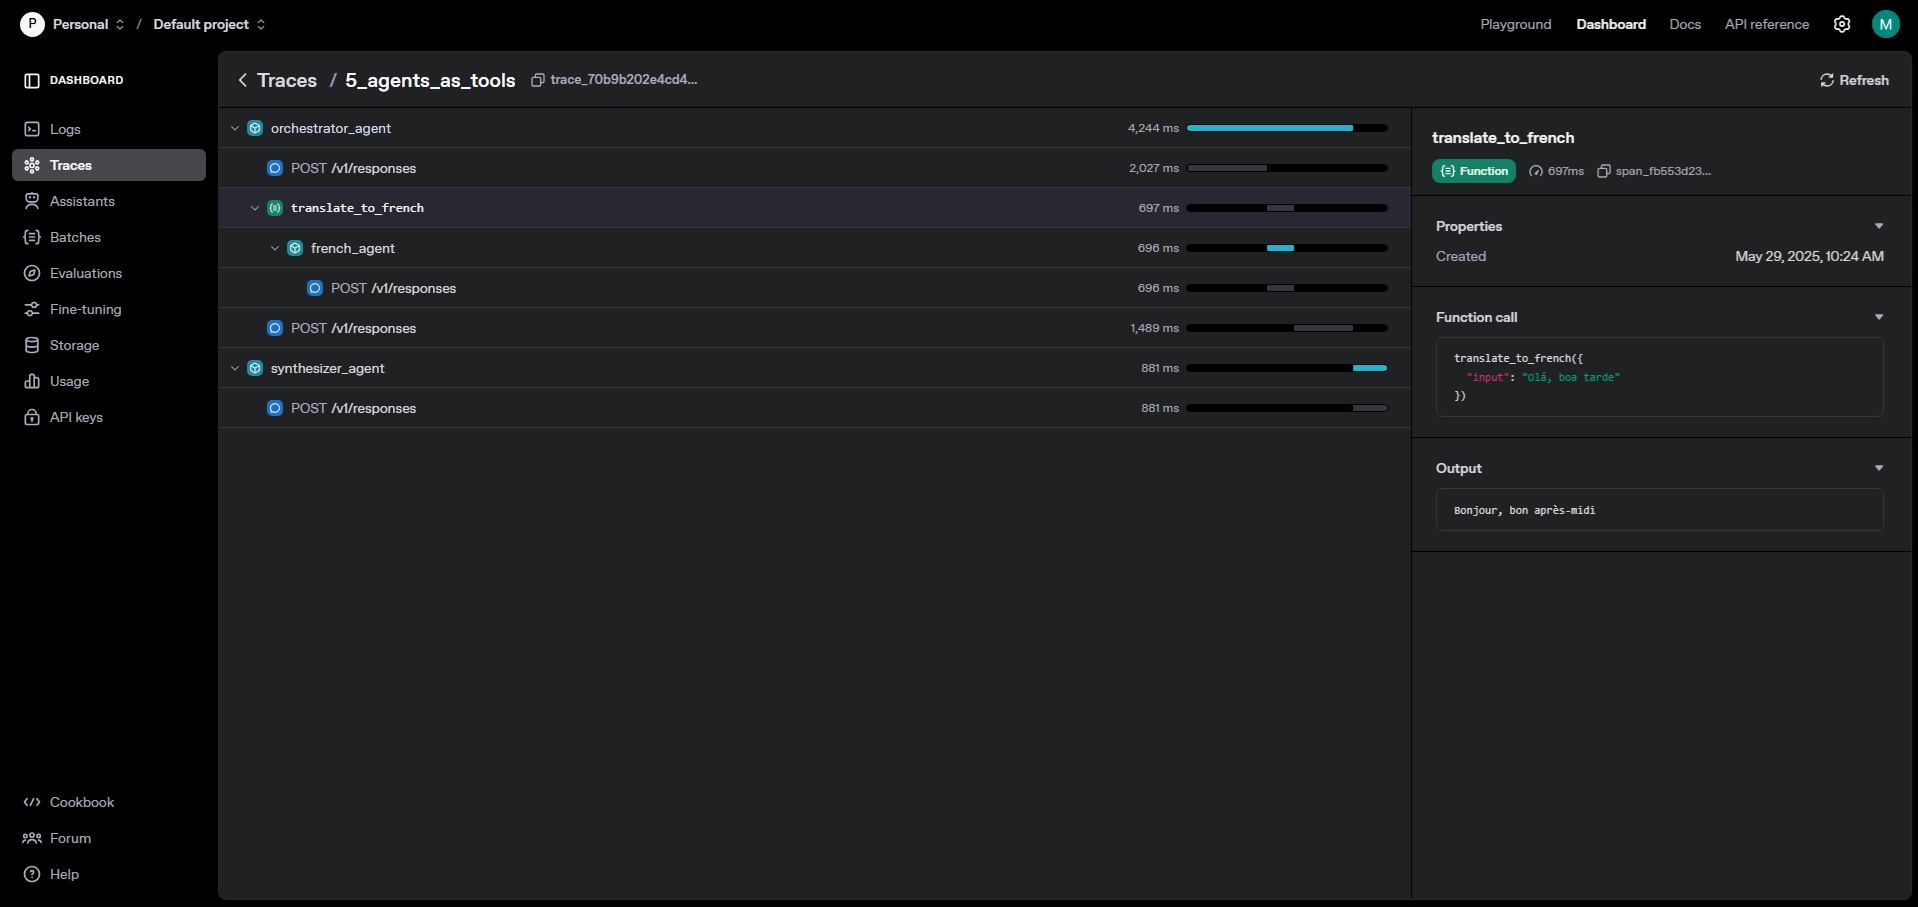 P Personal / Default project
Playground Dashboard Docs API reference M
DASHBOARD
Logs
Traces
Assistants
Batches
Evaluations
Fine-tuning
Storage
Usage
API keys
Cookbook
Forum
Help
Traces / 5_agents_as_tools trace_70b9b202e4cd4...
Refresh
orchestrator_agent 4,244 ms
POST /v1/responses 2,027 ms
translate_to_french 697 ms
french_agent 696 ms
POST /v1/responses 696 ms
POST /v1/responses 1,489 ms
synthesizer_agent 881 ms
POST /v1/responses 881 ms
translate_to_french
Function 697ms span_fb553d23...
Properties
Created May 29, 2025, 10:24 AM
Function call
translate_to_french({
"input": "Olá, boa tarde"
})
Output
Bonjour, bon après-midi